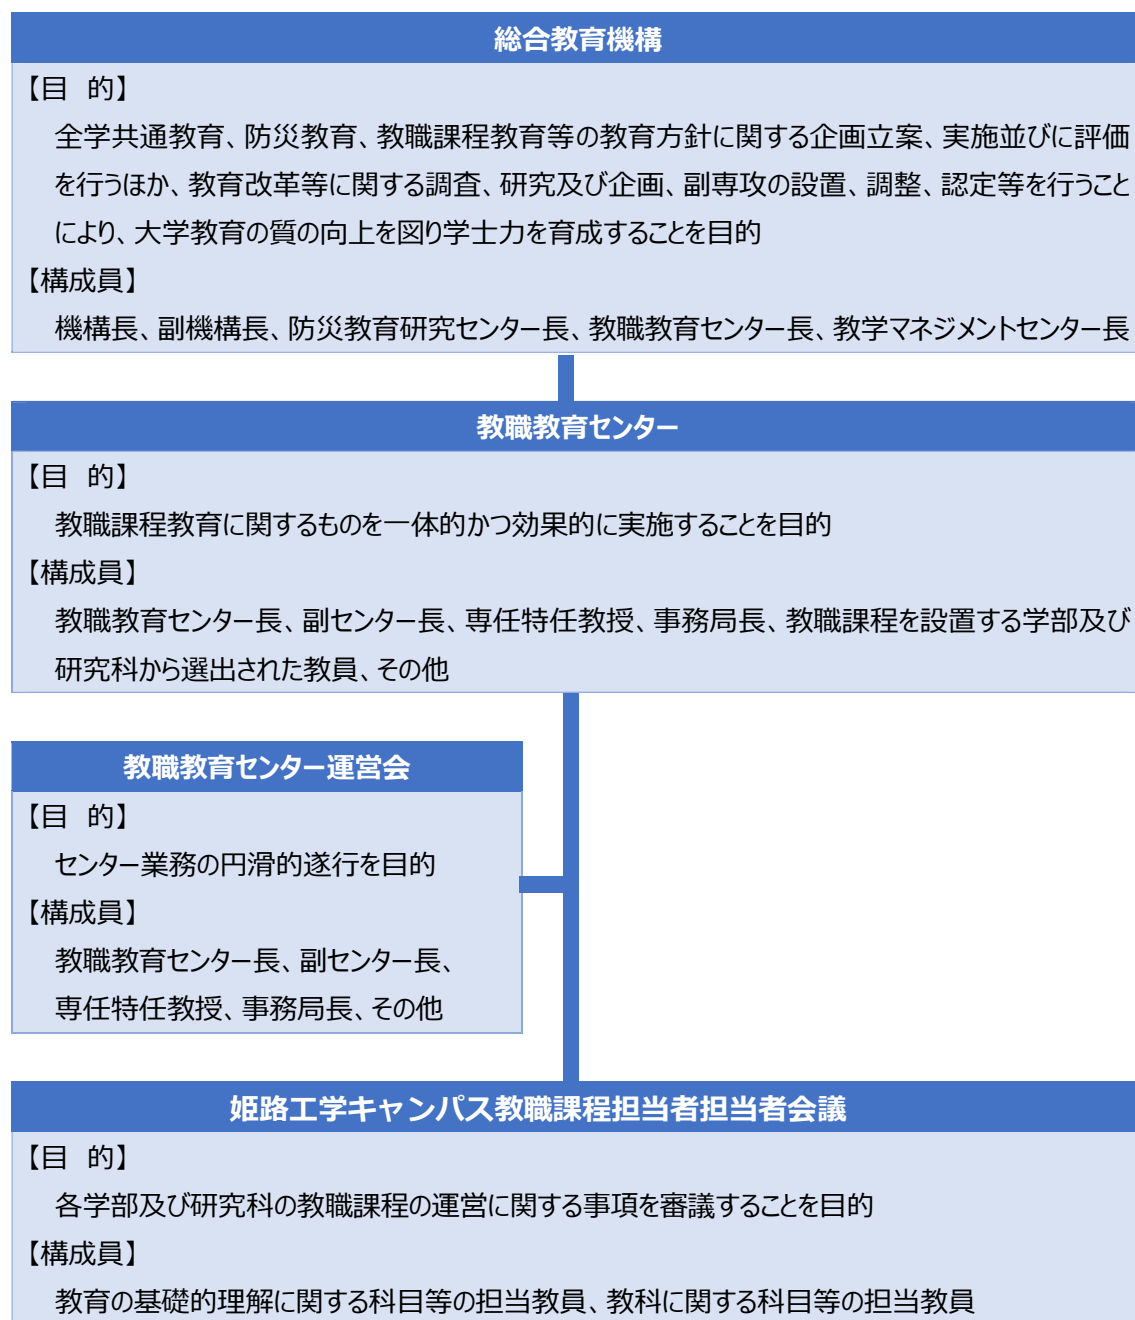 総合教育機構
【目 的】
全学共通教育、防災教育、教職課程教育等の教育方針に関する企画立案、実施並びに評価
を行うほか、教育改革等に関する調査、研究及び企画、副専攻の設置、調整、認定等を行うこと
により、大学教育の質の向上を図り学士力を育成することを目的
【構成員】
機構長、副機構長、防災教育研究センター長、教職教育センター長、教学マネジメントセンター長
教職教育センター
【目 的】
教職課程教育に関するものを一体的かつ効果的に実施することを目的
【構成員】
教職教育センター長、副センター長、専任特任教授、事務局長、教職課程を設置する学部及び
研究科から選出された教員、その他
教職教育センター運営会
【目 的】
センター業務の円滑的遂行を目的
【構成員】
教職教育センター長、副センター長、
専任特任教授、事務局長、その他
姫路工学キャンパス教職課程担当者担当者会議
【目 的】
各学部及び研究科の教職課程の運営に関する事項を審議することを目的
【構成員】
教育の基礎的理解に関する科目等の担当教員、教科に関する科目等の担当教員